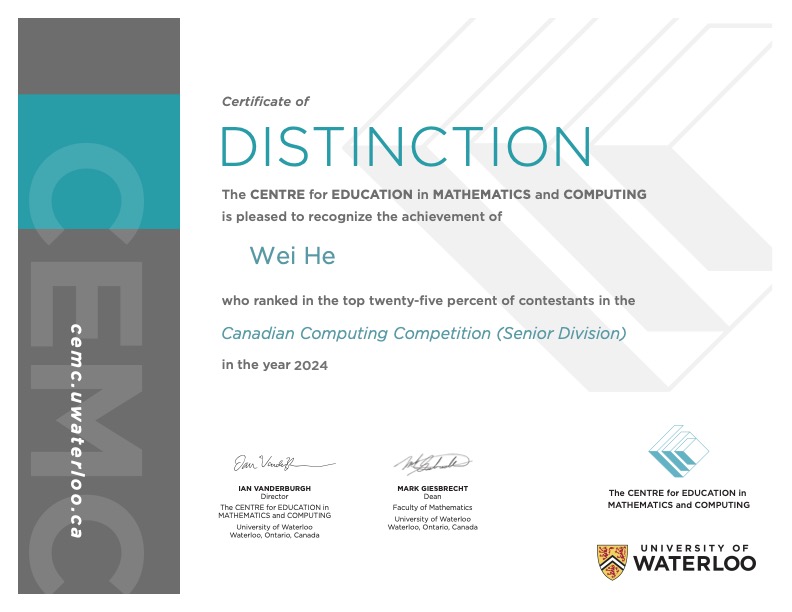 Certificate of
DISTINCTION
The CENTRE for EDUCATION in MATHEMATICS and COMPUTING
is pleased to recognize the achievement of
Wei He
who ranked in the top twenty-five percent of contestants in the
Canadian Computing Competition (Senior Division)
in the year 2024
CEMC
cemc.uwaterloo.ca
IAN VANDERBURGH
Director
The CENTRE for EDUCATION in
MATHEMATICS and COMPUTING
University of Waterloo
Waterloo, Ontario, Canada
MARK GIESBRECHT
Dean
Faculty of Mathematics
University of Waterloo
Waterloo, Ontario, Canada
The CENTRE for EDUCATION in
MATHEMATICS and COMPUTING
UNIVERSITY OF
WATERLOO